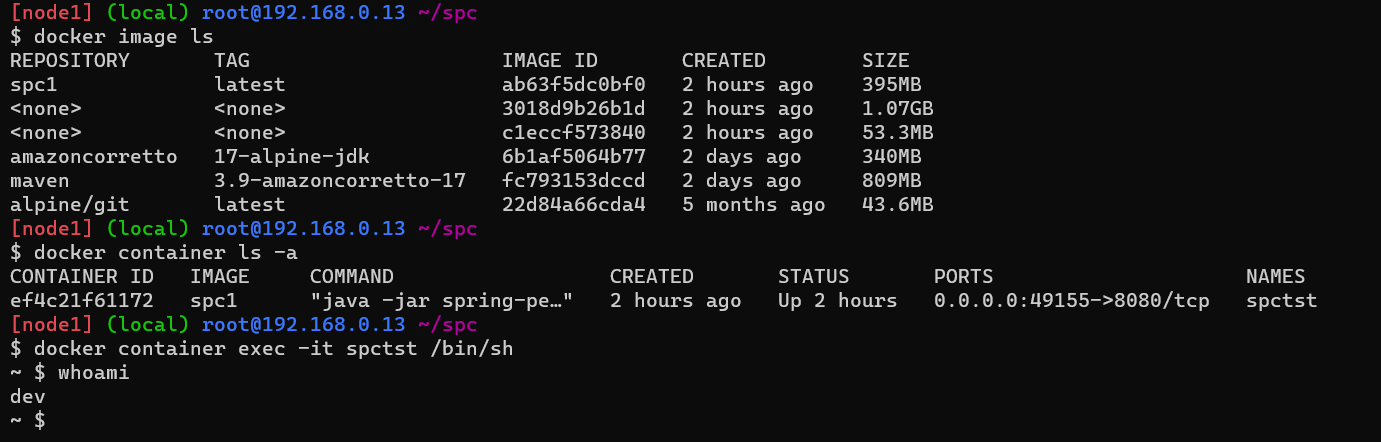 [node1] (local) root@192.168.0.13 ~/spc
$ docker image ls
REPOSITORY       TAG                     IMAGE ID       CREATED        SIZE
spc1             latest                  ab63f5dc0bf0   2 hours ago    395MB
<none>           <none>                  3018d9b26b1d   2 hours ago    1.07GB
<none>           <none>                  c1eccf573840   2 hours ago    53.3MB
amazoncorretto   17-alpine-jdk           6b1af5064b77   2 days ago     340MB
maven            3.9-amazoncorretto-17   fc793153dccd   2 days ago     809MB
alpine/git       latest                  22d84a66cda4   5 months ago   43.6MB
[node1] (local) root@192.168.0.13 ~/spc
$ docker container ls -a
CONTAINER ID   IMAGE     COMMAND                  CREATED       STATUS       PORTS                     NAMES
ef4c21f61172   spc1      "java -jar spring-pe…"   2 hours ago   Up 2 hours   0.0.0.0:49155->8080/tcp   spctst
[node1] (local) root@192.168.0.13 ~/spc
$ docker container exec -it spctst /bin/sh
~ $ whoami
dev
~ $